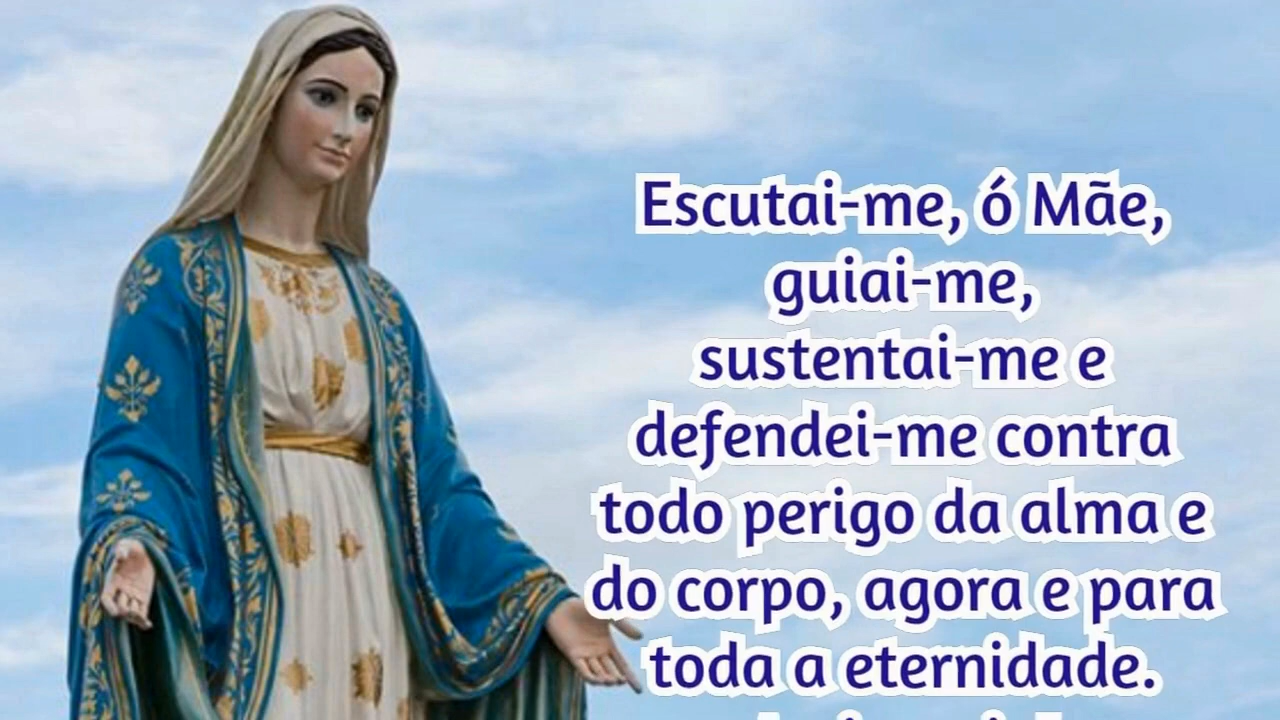 Escutai-me, ó Mãe,
guiai-me,
sustentai-me e
defendei-me contra
todo perigo da alma e
do corpo, agora e para
toda a eternidade.